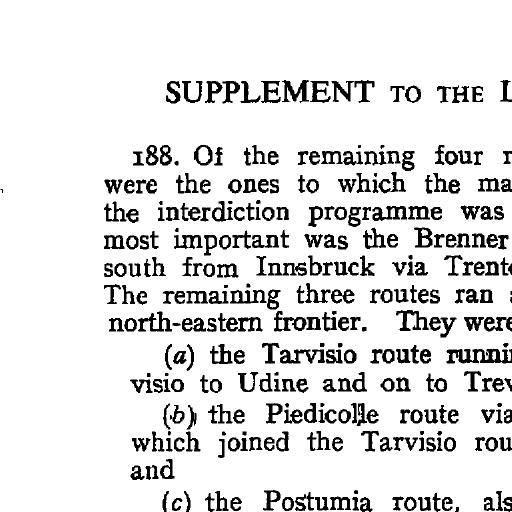 SUPPLEMENT TO THE L
188. Of the remaining four r
were the ones to which the ma
the interdiction programme was
most important was the Brenner
south from Innsbruck via Trent
The remaining three routes ran
north-eastern frontier. They were
(a) the Tarvisio route runni
visio to Udine and on to Trev
(b) the Piedicolle route via
which joined the Tarvisio rou
and
(c) the Postumia route, als